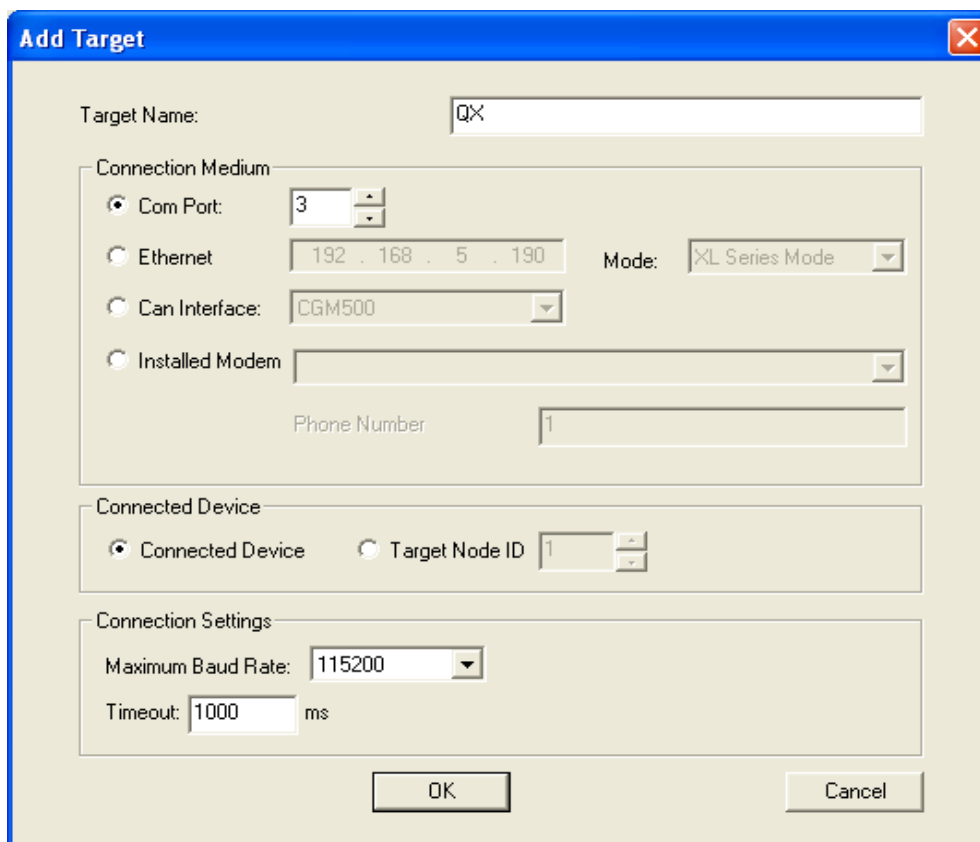 Add Target
Target Name: QX
Connection Medium
Com Port: 3
Ethernet 192 . 168 . 5 . 190 Mode: XL Series Mode
Can Interface: CGM500
Installed Modem
Phone Number 1
Connected Device
Connected Device Target Node ID 1
Connection Settings
Maximum Baud Rate: 115200
Timeout: 1000 ms
OK Cancel